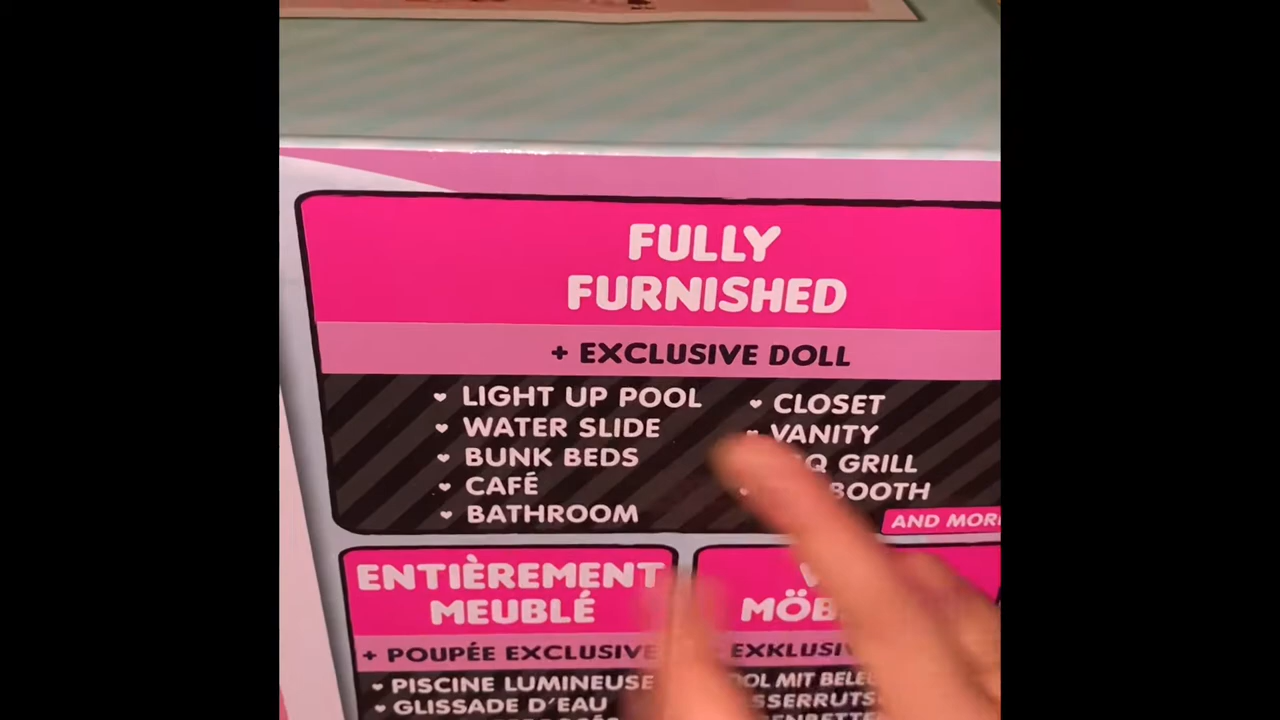 FULLY
FURNISHED
+ EXCLUSIVE DOLL
LIGHT UP POOL
WATER SLIDE
BUNK BEDS
CAFÉ
BATHROOM
CLOSET
VANITY
GRILL
BOOTH
AND MORE
ENTIÈREMENT
MEUBLÉ
+ POUPÉE EXCLUSIVE
PISCINE LUMINEUSE
GLISSADE D'EAU
MIT